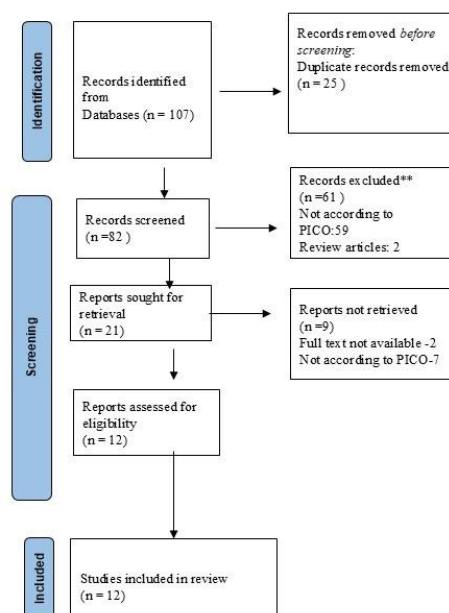 Identification
Records identified
from
Databases (n = 107)
Records removed before
screening:
Duplicate records removed
(n = 25 )
Screening
Records screened
(n =82 )
Records excluded**
(n =61 )
Not according to
PICO:59
Review articles: 2
Reports sought for
retrieval
(n = 21)
Reports not retrieved
(n =9)
Full text not available -2
Not according to PICO-7
Reports assessed for
eligibility
(n = 12)
Included
Studies included in review
(n = 12)